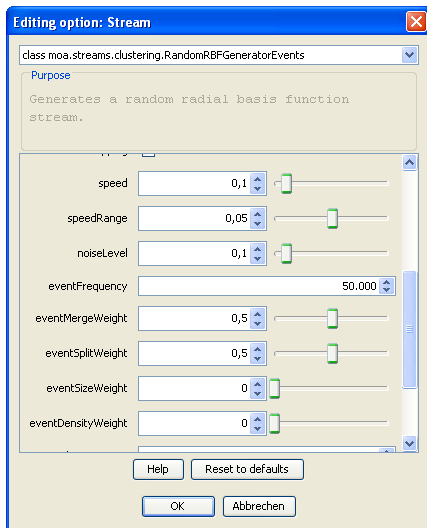 Editing option: Stream
class moa.streams.clustering.RandomRBFGeneratorEvents
Purpose
Generates a random radial basis function
stream.
speed 0,1
speedRange 0,05
noiseLevel 0,1
eventFrequency 50.000
eventMergeWeight 0,5
eventSplitWeight 0,5
eventSizeWeight 0
eventDensityWeight 0
Help Reset to defaults
OK Abbrechen